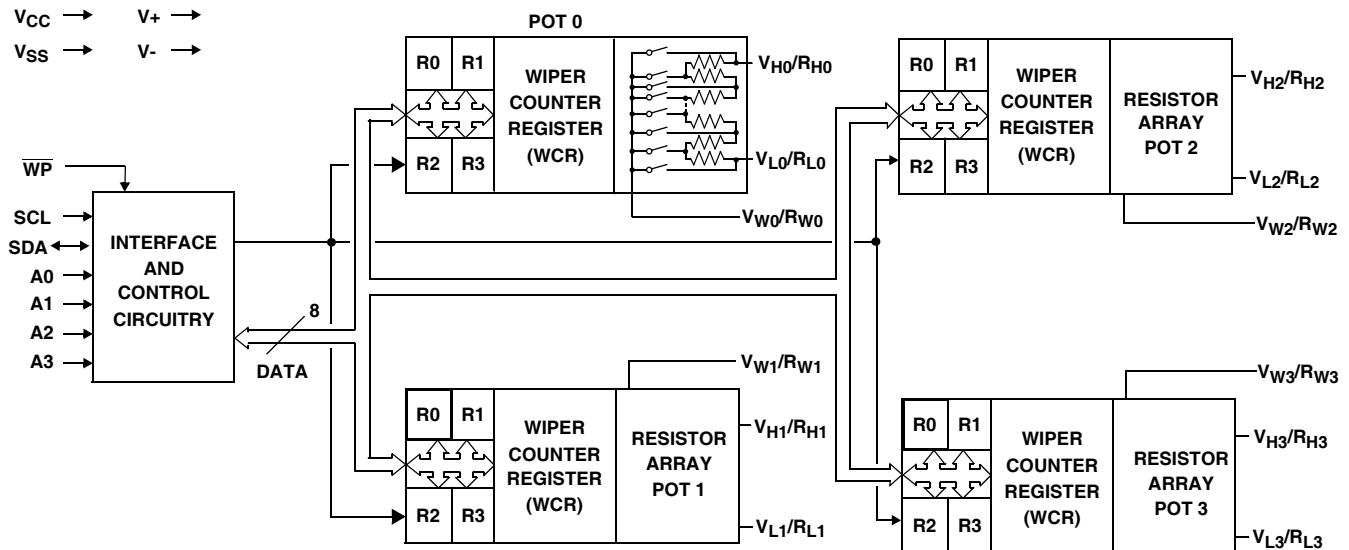 VCC V+
VSS V-
POT 0
R0 R1
R2 R3
WIPER
COUNTER
REGISTER
(WCR)
VH0/RH0
VL0/RL0
VW0/RW0
R0 R1
R2 R3
WIPER
COUNTER
REGISTER
(WCR)
RESISTOR
ARRAY
POT 2
VH2/RH2
VL2/RL2
VW2/RW2
WP
SCL
SDA
A0
A1
A2
A3
INTERFACE
AND
CONTROL
CIRCUITRY
8
DATA
VW1/RW1
R0 R1
R2 R3
WIPER
COUNTER
REGISTER
(WCR)
RESISTOR
ARRAY
POT 1
VH1/RH1
VL1/RL1
VW3/RW3
R0 R1
R2 R3
WIPER
COUNTER
REGISTER
(WCR)
RESISTOR
ARRAY
POT 3
VH3/RH3
VL3/RL3